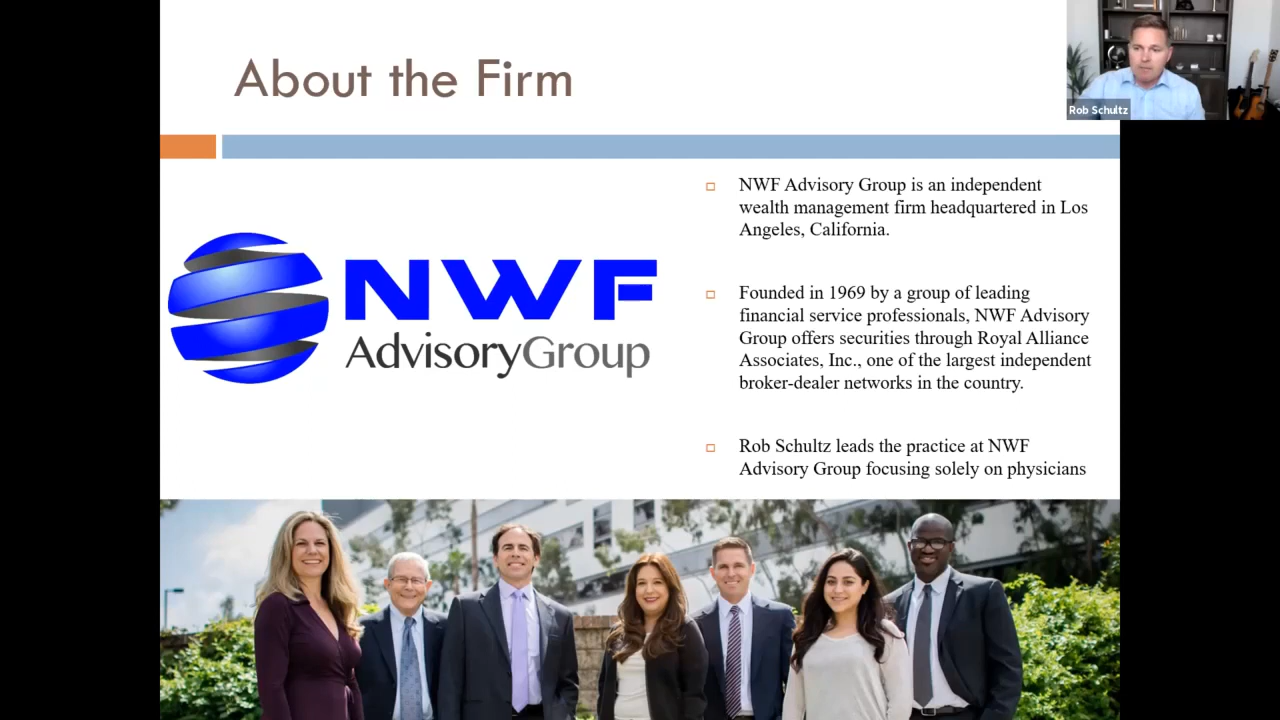 About the Firm
Rob Schultz
NWF
AdvisoryGroup
NWF Advisory Group is an independent
wealth management firm headquartered in Los
Angeles, California.
Founded in 1969 by a group of leading
financial service professionals, NWF Advisory
Group offers securities through Royal Alliance
Associates, Inc., one of the largest independent
broker-dealer networks in the country.
Rob Schultz leads the practice at NWF
Advisory Group focusing solely on physicians